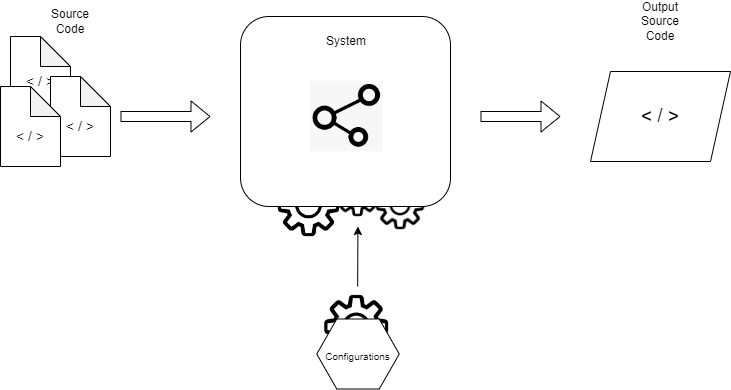 Source
Code
< / >
< / >
< / >
System
Output
Source
Code
< / >
Configurations